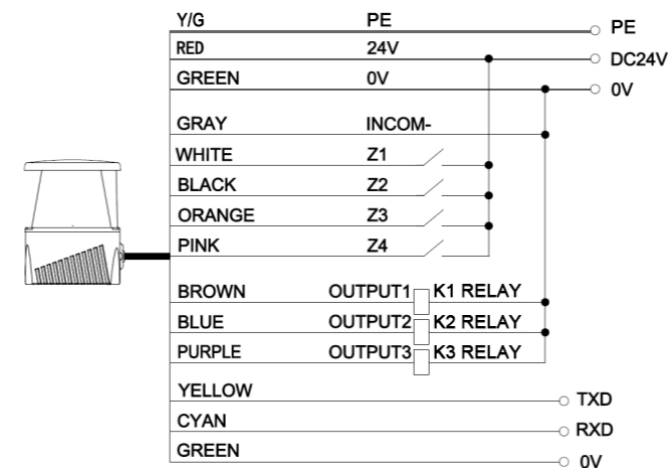 Y/G PE PE
RED 24V DC24V
GREEN 0V 0V
GRAY INCOM-
WHITE Z1
BLACK Z2
ORANGE Z3
PINK Z4
BROWN OUTPUT1 K1 RELAY
BLUE OUTPUT2 K2 RELAY
PURPLE OUTPUT3 K3 RELAY
YELLOW TXD
CYAN RXD
GREEN 0V